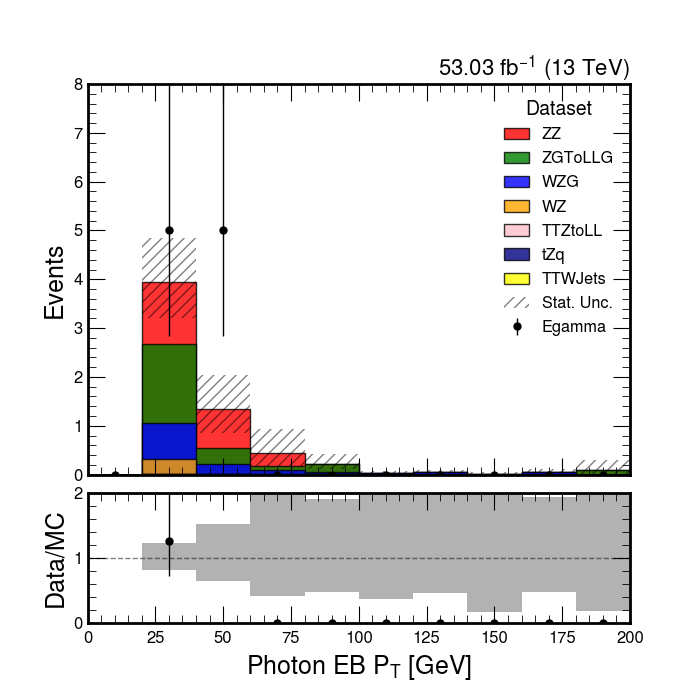 53.03 fb⁻¹ (13 TeV)
8
7
6
5
4
3
2
1
0
Events
Dataset
ZZ
ZGToLLG
WZG
WZ
TTZtoLL
tZq
TTWJets
Stat. Unc.
Egamma
2
1
0
Data/MC
0 25 50 75 100 125 150 175 200
Photon EB P_T [GeV]